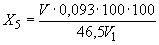 X₅ = V · 0,093 · 100 · 100 / 46,5V₁